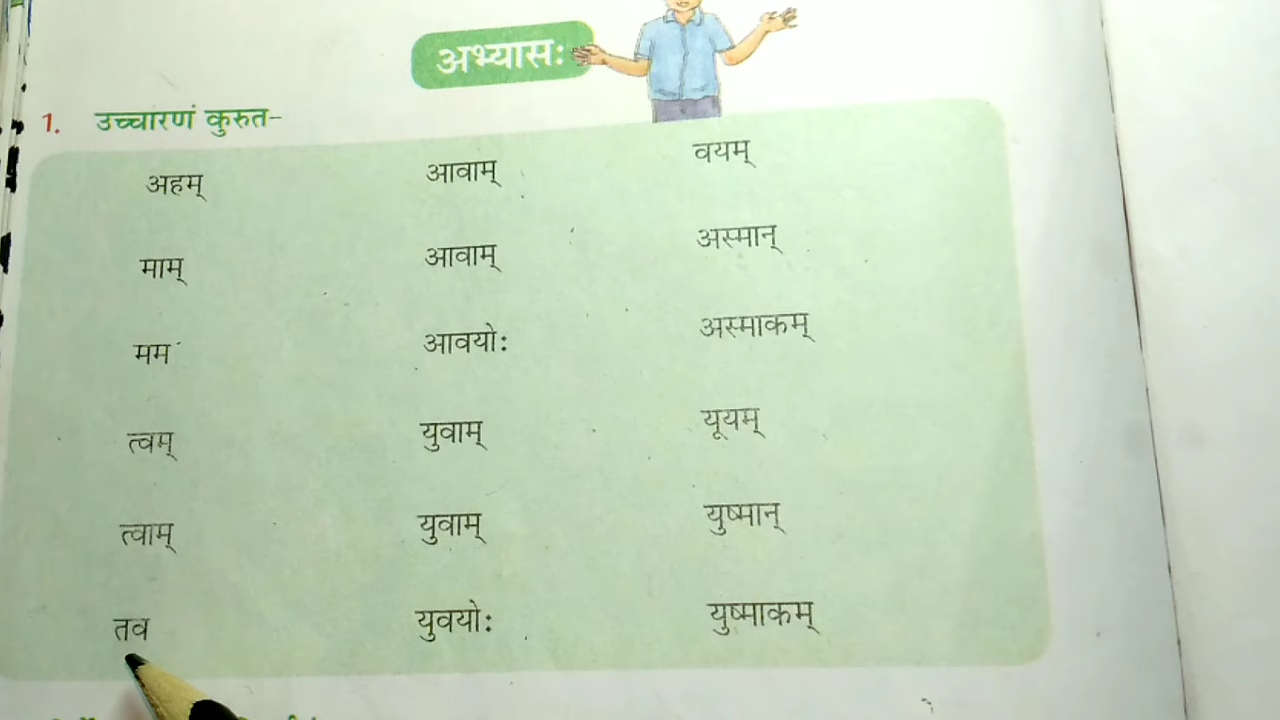 अभ्यासः
1. उच्चारणं कुरुत-
अहम् आवाम् वयम्
माम् आवाम् अस्मान्
मम आवयोः अस्माकम्
त्वम् युवाम् यूयम्
त्वाम् युवाम् युष्मान्
तव युवयोः युष्माकम्